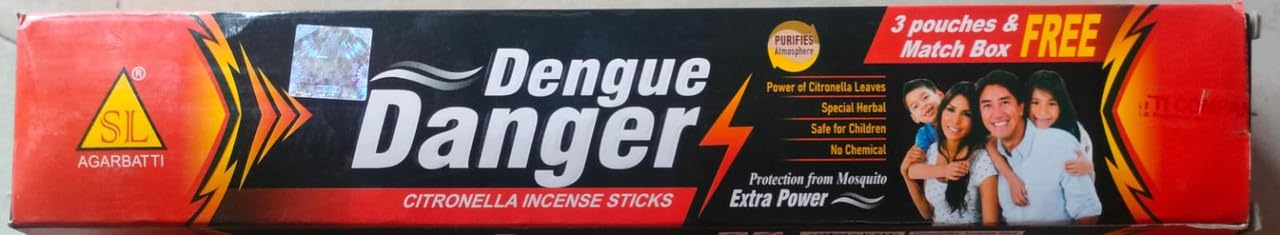 SL
®
AGARBATTI
Dengue
Danger
CITRONELLA INCENSE STICKS
PURIFIES
Atmosphere
3 pouches &
Match Box FREE
Power of Citronella Leaves
Special Herbal
Safe for Children
No Chemical
Protection from Mosquito
Extra Power